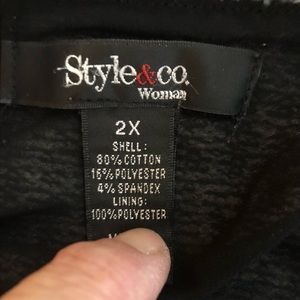 Style&co.
Woman
2X
SHELL:
80% COTTON
16% POLYESTER
4% SPANDEX
LINING:
100% POLYESTER